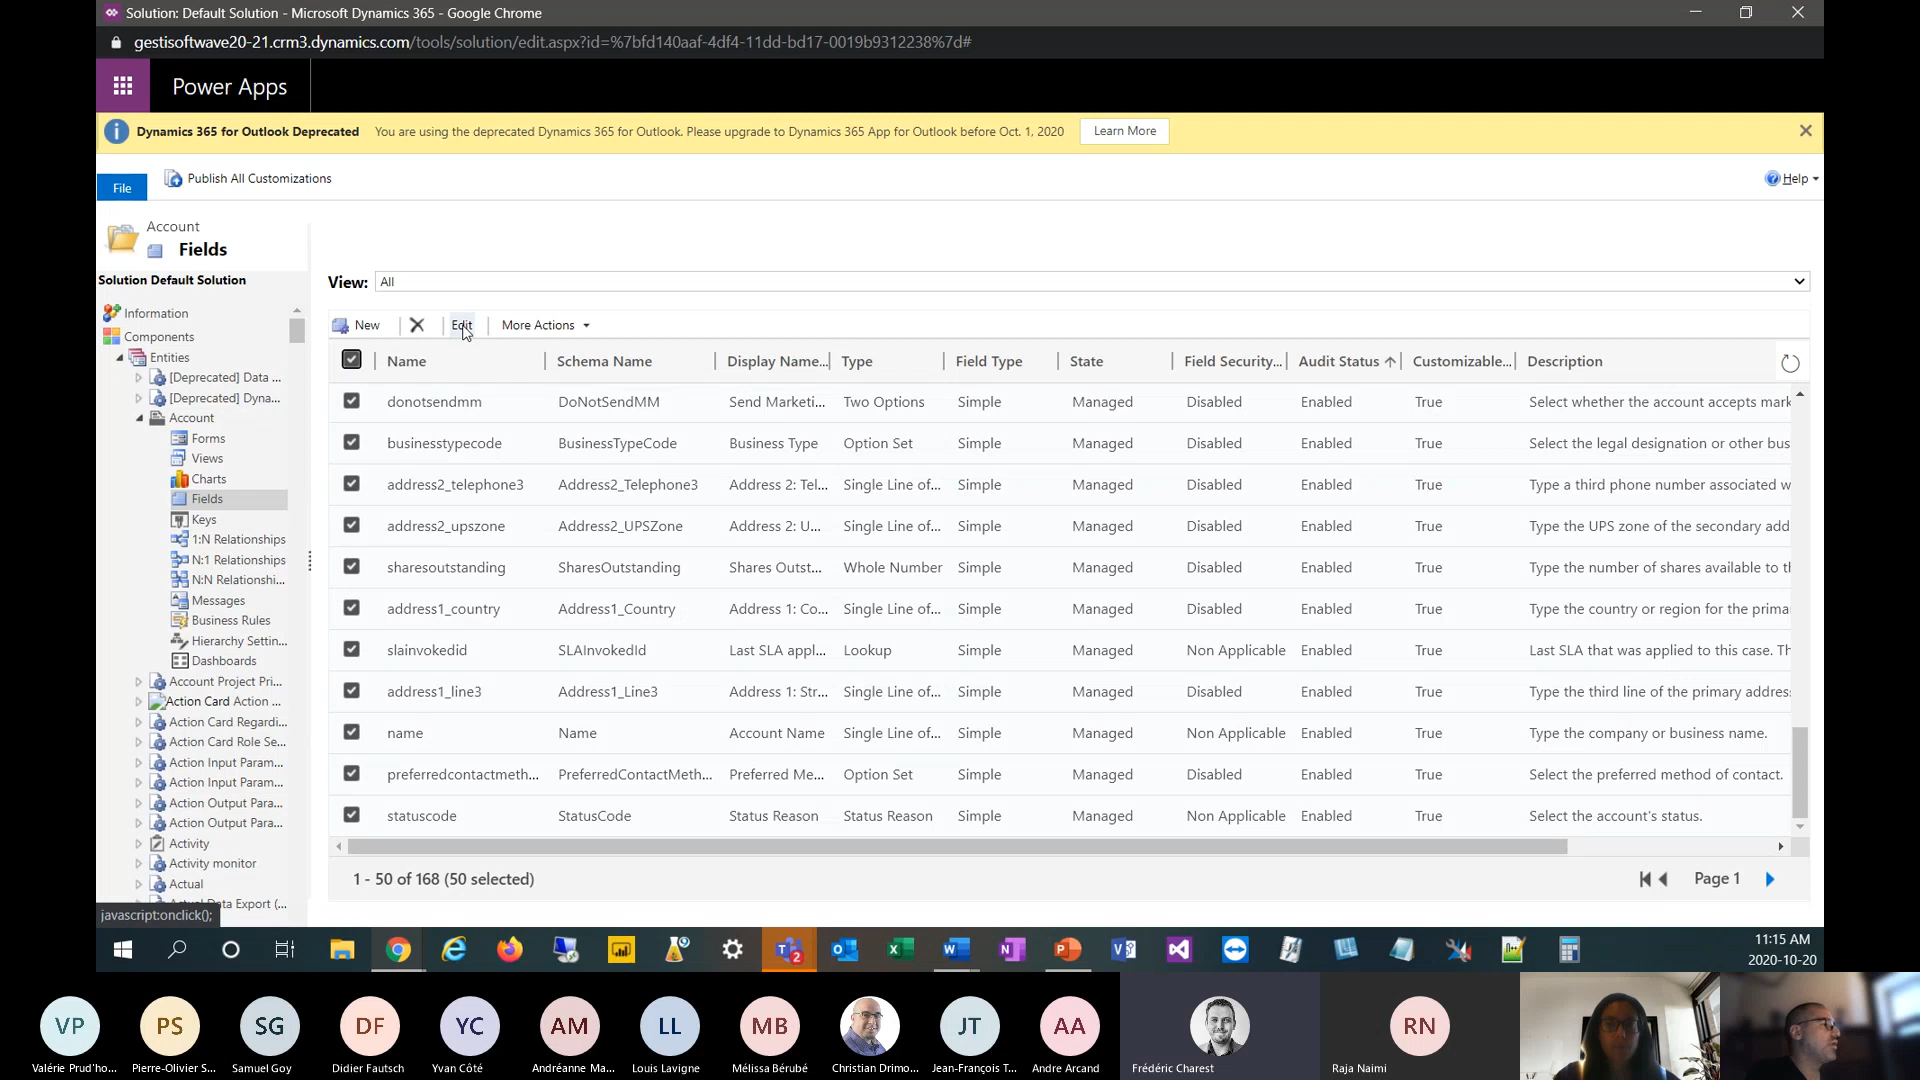 Solution: Default Solution - Microsoft Dynamics 365 - Google Chrome
gestisoftwave20-21.crm3.dynamics.com/tools/solution/edit.aspx?id=%7bfd140aaf-4df4-11dd-bd17-0019b9312238%7d#
Power Apps
Dynamics 365 for Outlook Deprecated You are using the deprecated Dynamics 365 for Outlook. Please upgrade to Dynamics 365 App for Outlook before Oct. 1, 2020 Learn More
File Publish All Customizations Help
Account
Fields
Solution Default Solution
Information
Components
Entities
[Deprecated] Data ...
[Deprecated] Dyna...
Account
Forms
Views
Charts
Fields
Keys
1:N Relationships
N:1 Relationships
N:N Relationshi...
Messages
Business Rules
Hierarchy Settin...
Dashboards
Account Project Pri...
Action Card Action ...
Action Card Regardi...
Action Card Role Se...
Action Input Param...
Action Input Param...
Action Output Para...
Action Output Para...
Activity
Activity monitor
Actual
Actual Data Export (...
javascript:onclick();
View: All
New Edit More Actions
Name Schema Name Display Name... Type Field Type State Field Security... Audit Status Customizable... Description
donotsendmm DoNotSendMM Send Marketi... Two Options Simple Managed Disabled Enabled True Select whether the account accepts mark
businesstypecode BusinessTypeCode Business Type Option Set Simple Managed Disabled Enabled True Select the legal designation or other bus
address2_telephone3 Address2_Telephone3 Address 2: Tel... Single Line of... Simple Managed Disabled Enabled True Type a third phone number associated w
address2_upszone Address2_UPSZone Address 2: U... Single Line of... Simple Managed Disabled Enabled True Type the UPS zone of the secondary add
sharesoutstanding SharesOutstanding Shares Outst... Whole Number Simple Managed Disabled Enabled True Type the number of shares available to th
address1_country Address1_Country Address 1: Co... Single Line of... Simple Managed Disabled Enabled True Type the country or region for the prima
slainvokedid SLAInvokedId Last SLA appl... Lookup Simple Managed Non Applicable Enabled True Last SLA that was applied to this case. Th
address1_line3 Address1_Line3 Address 1: Str... Single Line of... Simple Managed Disabled Enabled True Type the third line of the primary address
name Name Account Name Single Line of... Simple Managed Non Applicable Enabled True Type the company or business name.
preferredcontactmeth... PreferredContactMeth... Preferred Me... Option Set Simple Managed Disabled Enabled True Select the preferred method of contact.
statuscode StatusCode Status Reason Status Reason Simple Managed Non Applicable Enabled True Select the account's status.
1 - 50 of 168 (50 selected) Page 1
11:15 AM
2020-10-20
VP PS SG DF YC AM LL MB JT AA RN
Valérie Prud'ho... Pierre-Olivier S... Samuel Goy Didier Fautsch Yvan Côté Andréanne Ma... Louis Lavigne Mélissa Bérubé Christian Drimo... Jean-François T... Andre Arcand Frédéric Charest Raja Naimi